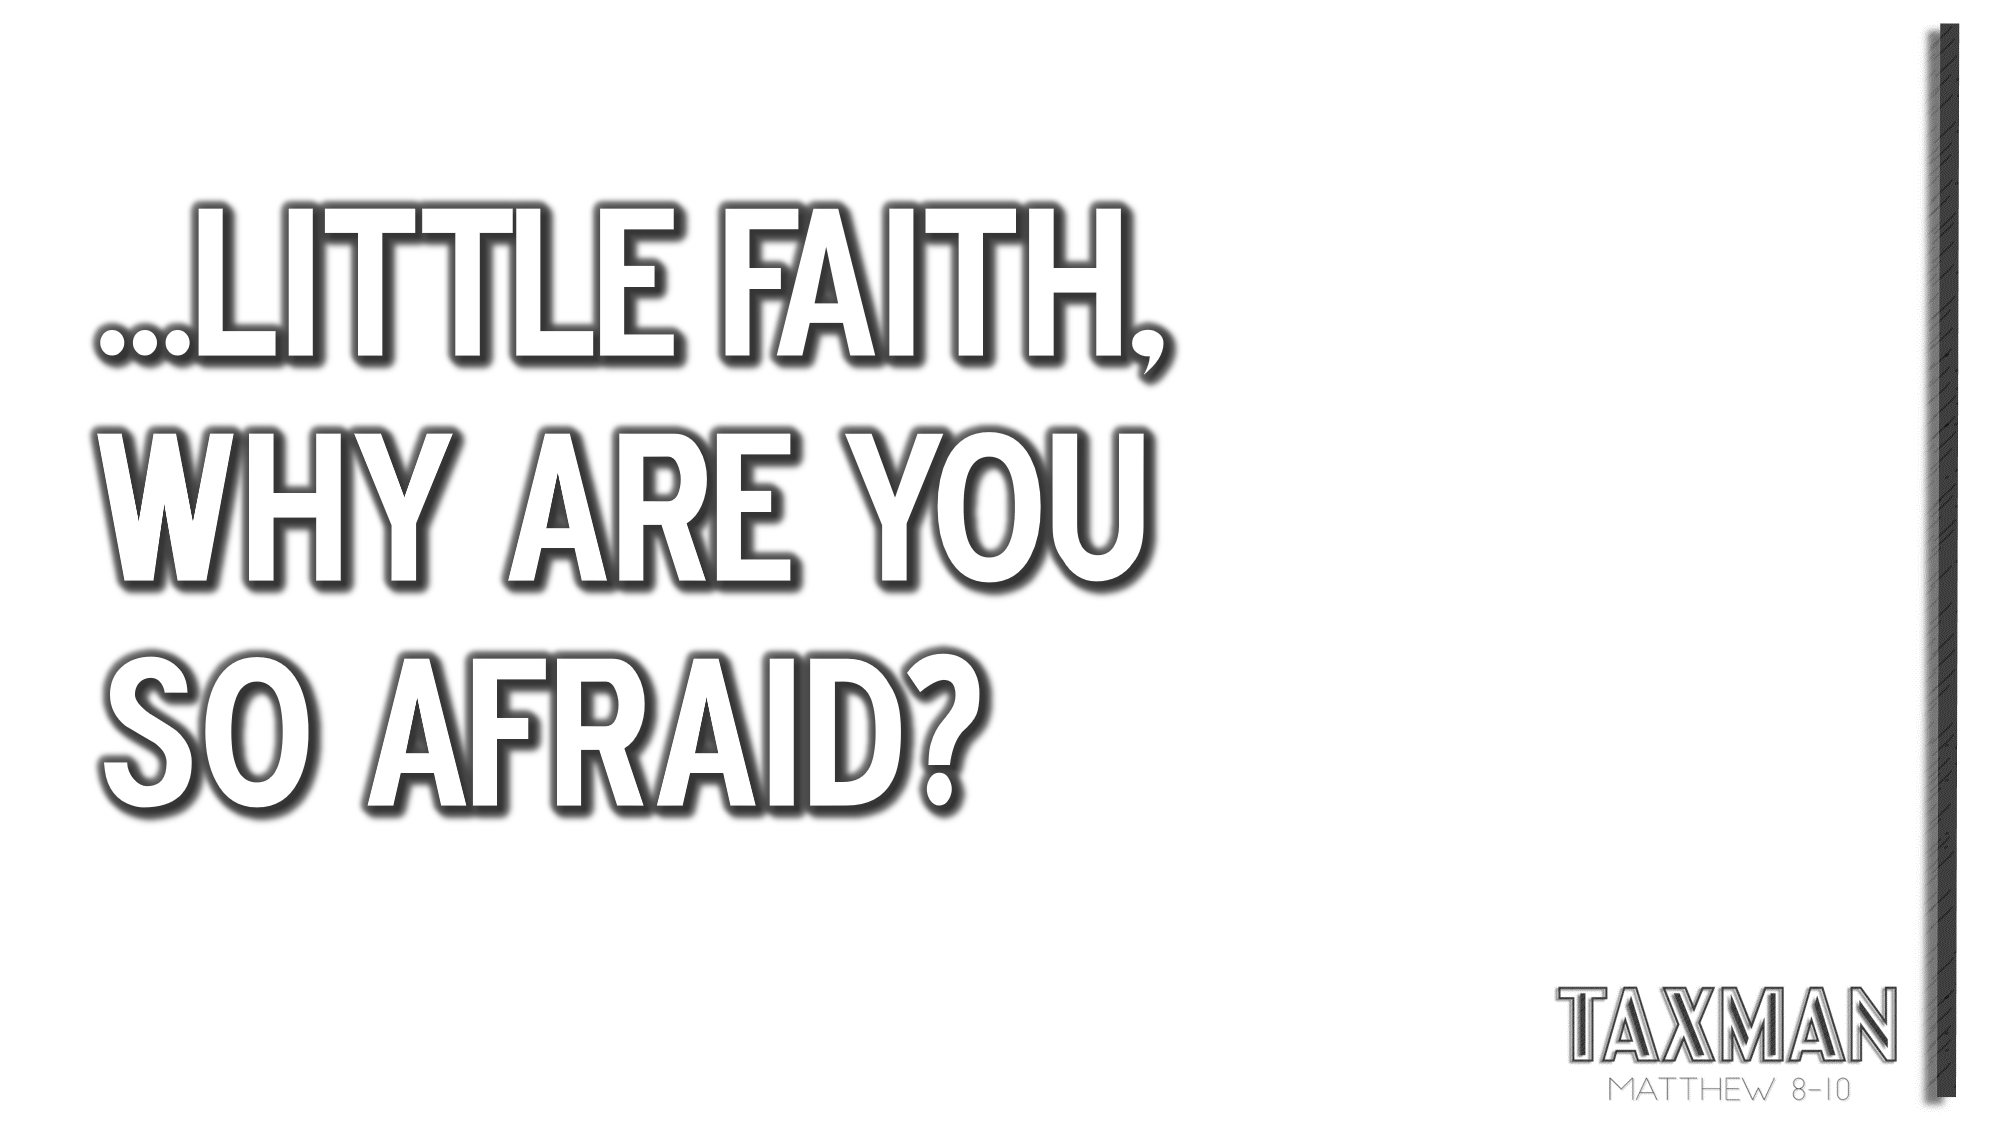 ...LITTLE FAITH,
WHY ARE YOU
SO AFRAID?
TAXMAN
MATTHEW 8-10